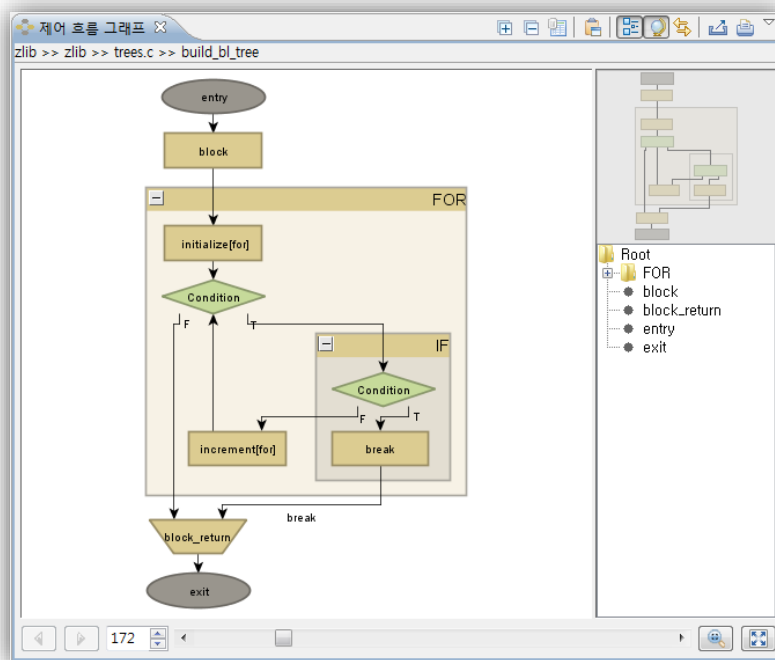 제어 흐름 그래프
zlib >> zlib >> trees.c >> build_bl_tree
entry
block
FOR
initialize[for]
Condition
F
T
IF
Condition
F
T
increment[for]
break
break
block_return
exit
Root
FOR
block
block_return
entry
exit
172